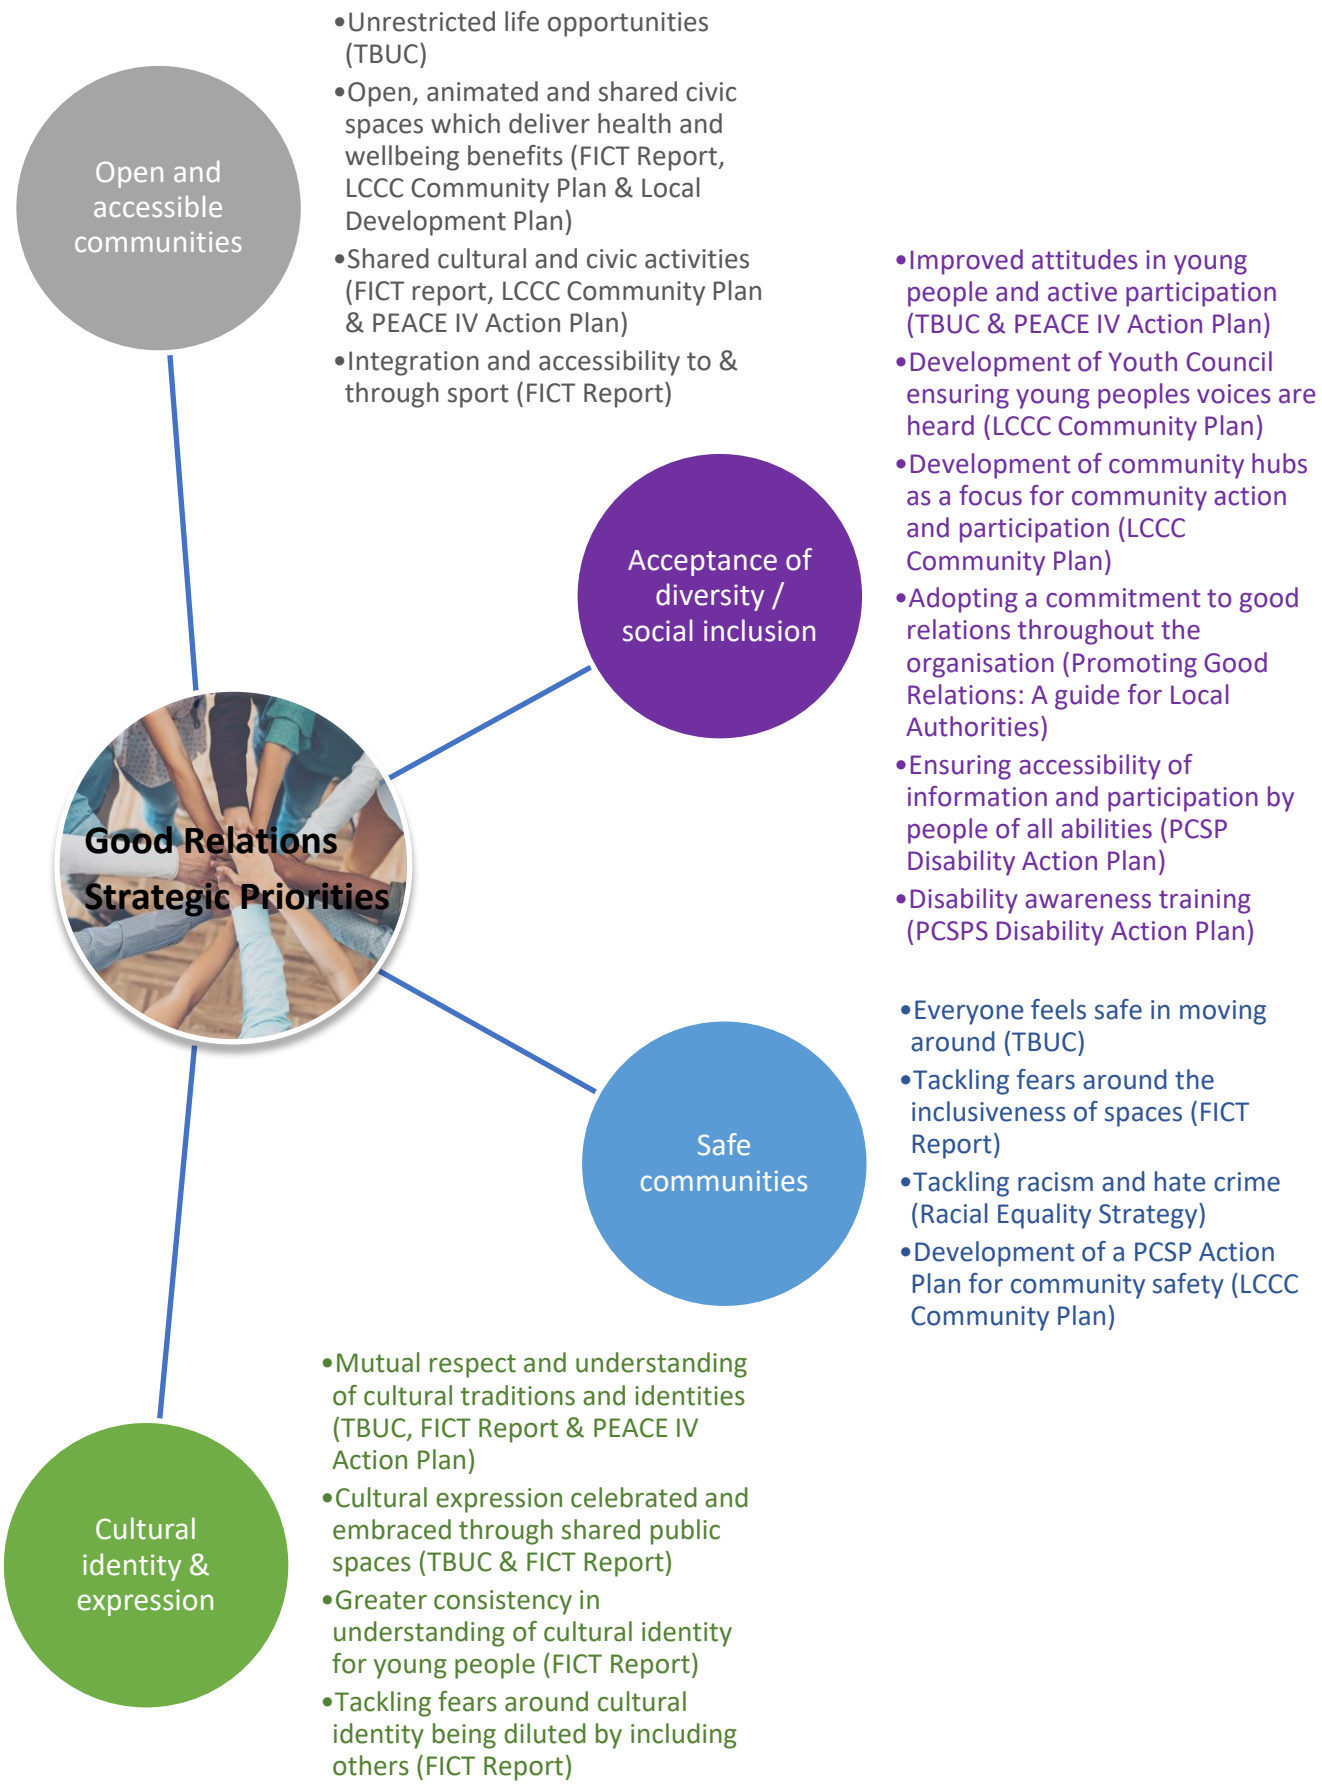 •Unrestricted life opportunities
(TBUC)
•Open, animated and shared civic
spaces which deliver health and
wellbeing benefits (FICT Report,
LCCC Community Plan & Local
Development Plan)
•Shared cultural and civic activities
(FICT report, LCCC Community Plan
& PEACE IV Action Plan)
•Integration and accessibility to &
through sport (FICT Report)
Open and
accessible
communities
•Improved attitudes in young
people and active participation
(TBUC & PEACE IV Action Plan)
•Development of Youth Council
ensuring young peoples voices are
heard (LCCC Community Plan)
•Development of community hubs
as a focus for community action
and participation (LCCC
Community Plan)
•Adopting a commitment to good
relations throughout the
organisation (Promoting Good
Relations: A guide for Local
Authorities)
•Ensuring accessibility of
information and participation by
people of all abilities (PCSP
Disability Action Plan)
•Disability awareness training
(PCSPS Disability Action Plan)
Acceptance of
diversity /
social inclusion
Good Relations
Strategic Priorities
•Everyone feels safe in moving
around (TBUC)
•Tackling fears around the
inclusiveness of spaces (FICT
Report)
•Tackling racism and hate crime
(Racial Equality Strategy)
•Development of a PCSP Action
Plan for community safety (LCCC
Community Plan)
Safe
communities
•Mutual respect and understanding
of cultural traditions and identities
(TBUC, FICT Report & PEACE IV
Action Plan)
•Cultural expression celebrated and
embraced through shared public
spaces (TBUC & FICT Report)
•Greater consistency in
understanding of cultural identity
for young people (FICT Report)
•Tackling fears around cultural
identity being diluted by including
others (FICT Report)
Cultural
identity &
expression